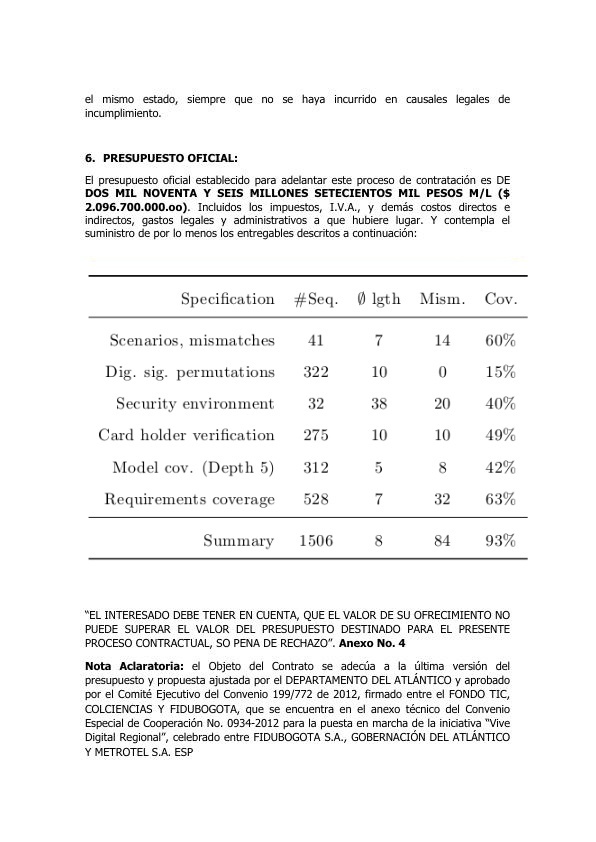 el mismo estado, siempre que no se haya incurrido en causales legales de
incumplimiento.
6. PRESUPUESTO OFICIAL:
El presupuesto oficial establecido para adelantar este proceso de contratación es DE
DOS MIL NOVENTA Y SEIS MILLONES SETECIENTOS MIL PESOS M/L ($
2.096.700.000.oo). Incluidos los impuestos, I.V.A., y demás costos directos e
indirectos, gastos legales y administrativos a que hubiere lugar. Y contempla el
suministro de por lo menos los entregables descritos a continuación:
Specification #Seq. ∅ lgth Mism. Cov.
Scenarios, mismatches 41 7 14 60%
Dig. sig. permutations 322 10 0 15%
Security environment 32 38 20 40%
Card holder verification 275 10 10 49%
Model cov. (Depth 5) 312 5 8 42%
Requirements coverage 528 7 32 63%
Summary 1506 8 84 93%
“EL INTERESADO DEBE TENER EN CUENTA, QUE EL VALOR DE SU OFRECIMIENTO NO
PUEDE SUPERAR EL VALOR DEL PRESUPUESTO DESTINADO PARA EL PRESENTE
PROCESO CONTRACTUAL, SO PENA DE RECHAZO”. Anexo No. 4
Nota Aclaratoria: el Objeto del Contrato se adecúa a la última versión del
presupuesto y propuesta ajustada por el DEPARTAMENTO DEL ATLÁNTICO y aprobado
por el Comité Ejecutivo del Convenio 199/772 de 2012, firmado entre el FONDO TIC,
COLCIENCIAS Y FIDUBOGOTA, que se encuentra en el anexo técnico del Convenio
Especial de Cooperación No. 0934-2012 para la puesta en marcha de la iniciativa “Vive
Digital Regional”, celebrado entre FIDUBOGOTA S.A., GOBERNACIÓN DEL ATLÁNTICO
Y METROTEL S.A. ESP